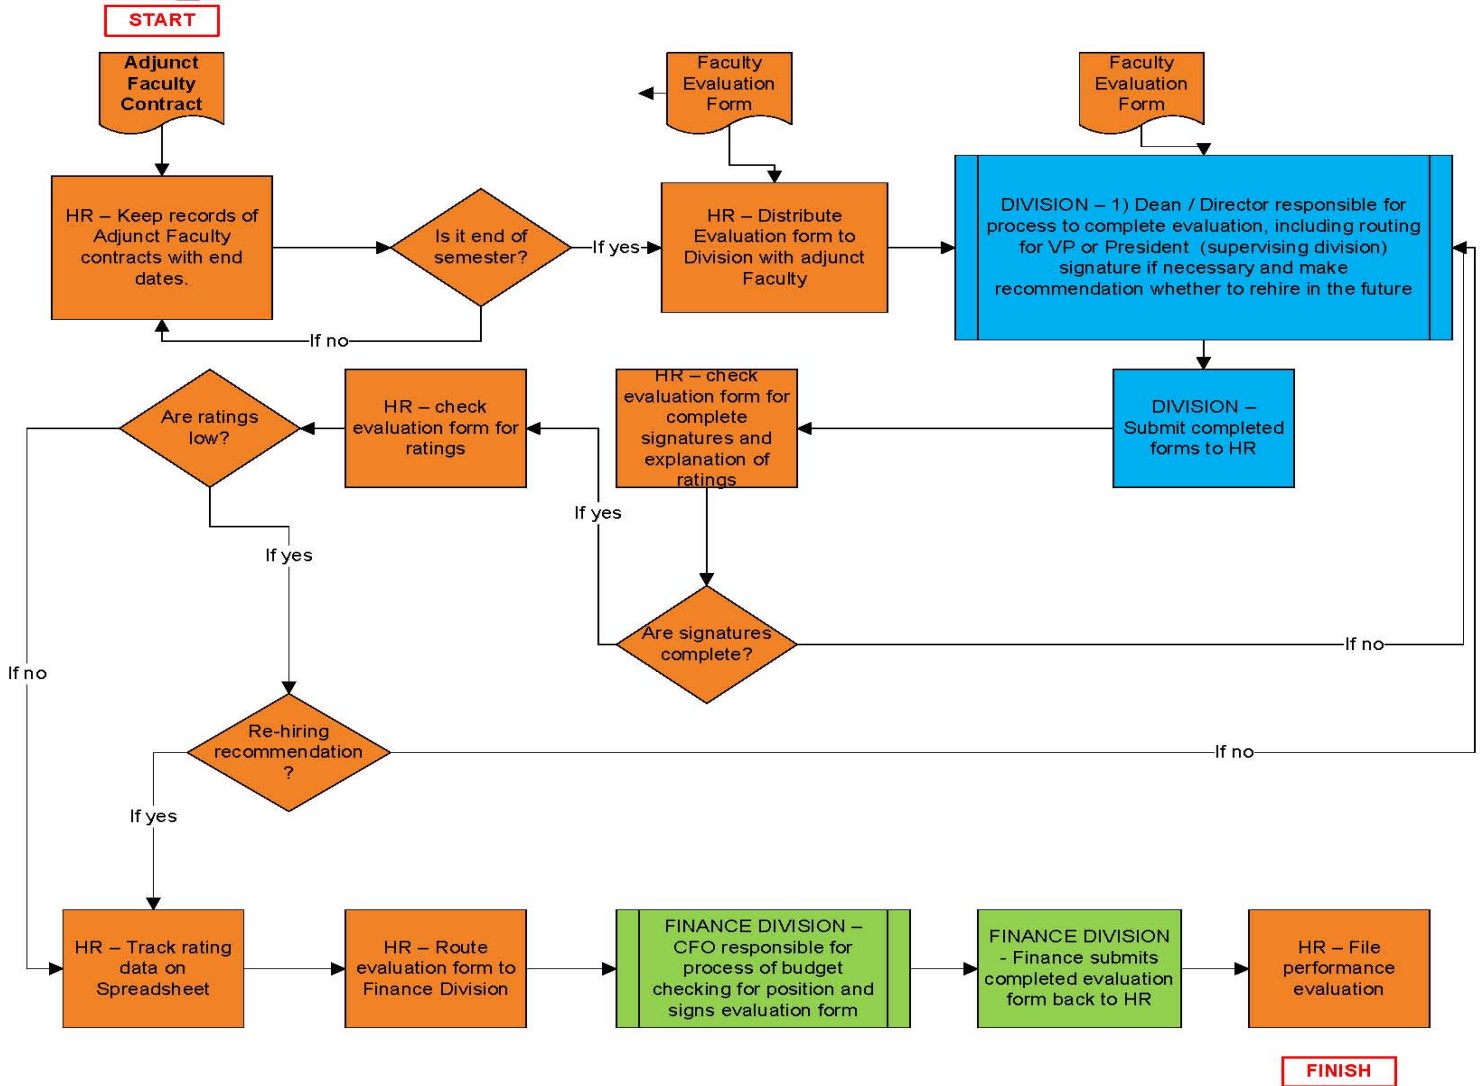 START
Adjunct
Faculty
Contract
Faculty
Evaluation
Form
Faculty
Evaluation
Form
HR – Keep records of
Adjunct Faculty
contracts with end
dates.
Is it end of
semester?
If yes
HR – Distribute
Evaluation form to
Division with adjunct
Faculty
DIVISION – 1) Dean / Director responsible for
process to complete evaluation, including routing
for VP or President (supervising division)
signature if necessary and make
recommendation whether to rehire in the future
If no
Are ratings
low?
HR – check
evaluation form for
ratings
HR – check
evaluation form for
complete
signatures and
explanation of
ratings
DIVISION –
Submit completed
forms to HR
If yes
If yes
Are signatures
complete?
If no
If no
Re-hiring
recommendation
?
If no
If yes
HR – Track rating
data on
Spreadsheet
HR – Route
evaluation form to
Finance Division
FINANCE DIVISION –
CFO responsible for
process of budget
checking for position and
signs evaluation form
FINANCE DIVISION
- Finance submits
completed evaluation
form back to HR
HR – File
performance
evaluation
FINISH